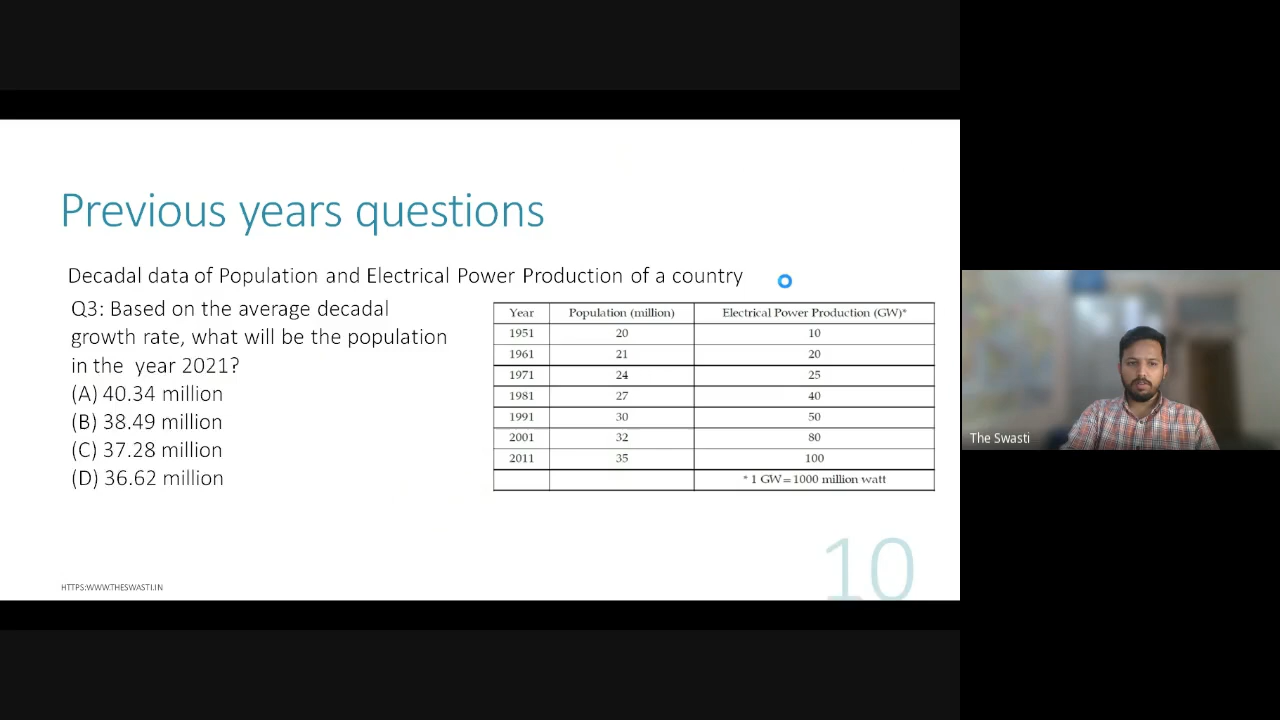 Previous years questions
Decadal data of Population and Electrical Power Production of a country
Q3: Based on the average decadal
growth rate, what will be the population
in the year 2021?
(A) 40.34 million
(B) 38.49 million
(C) 37.28 million
(D) 36.62 million
Year Population (million) Electrical Power Production (GW)*
1951 20 10
1961 21 20
1971 24 25
1981 27 40
1991 30 50
2001 32 80
2011 35 100
* 1 GW = 1000 million watt
10
HTTPS:WWW.THESWASTI.IN
The Swasti